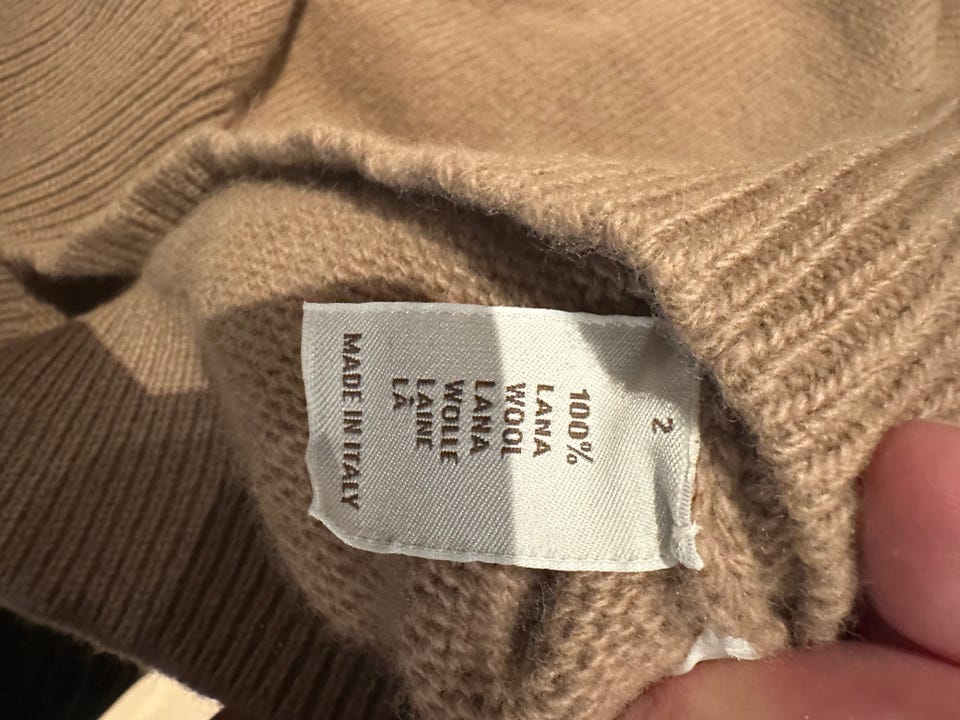 2
100%
LANA
WOOL
LANA
WOLLE
LAINE
LÃ
MADE IN ITALY